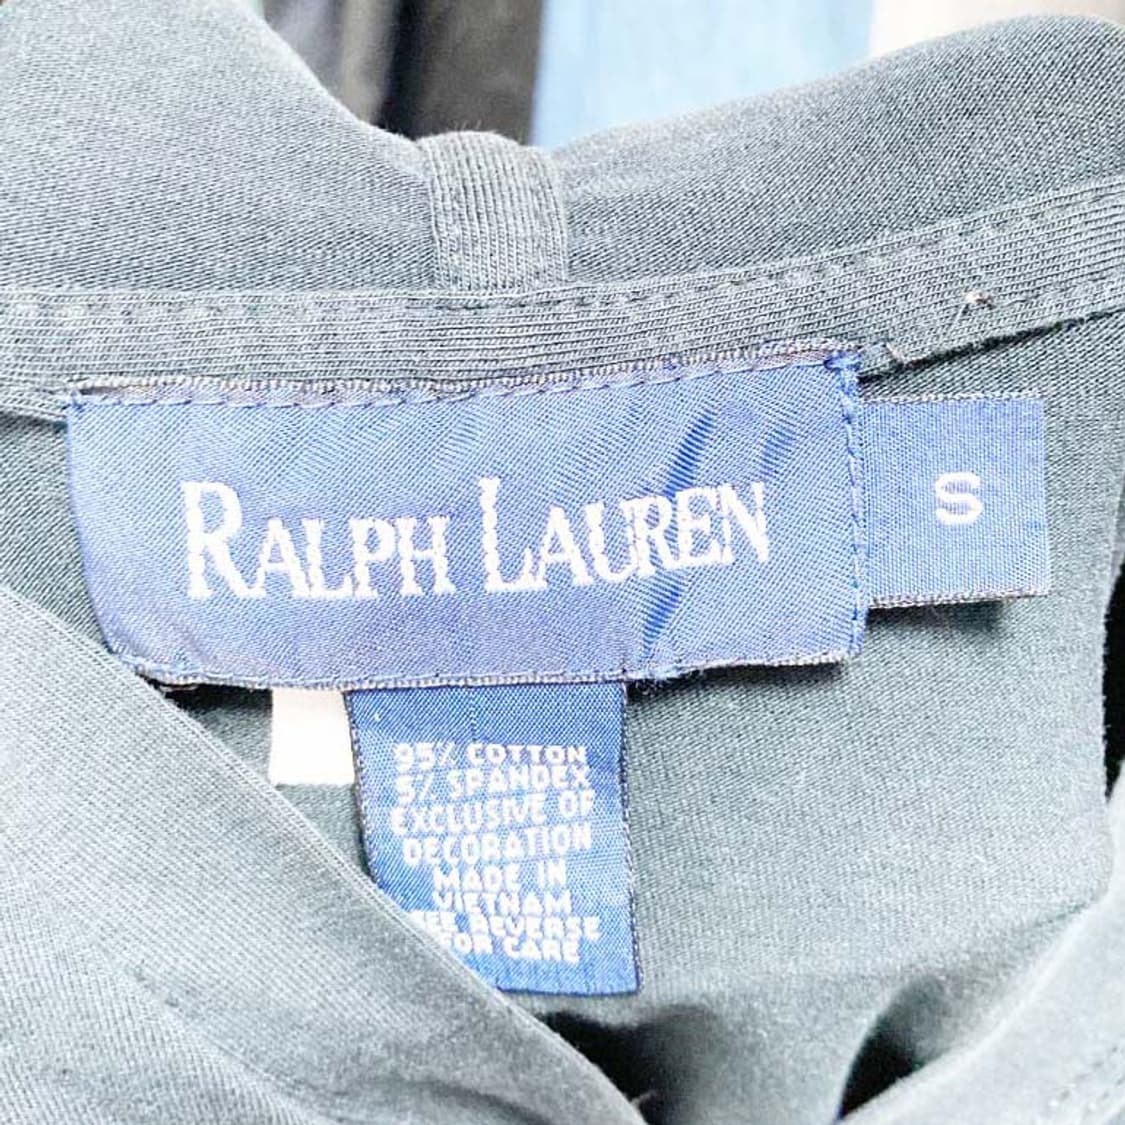 RALPH LAUREN
S
95% COTTON
5% SPANDEX
EXCLUSIVE OF
DECORATION
MADE IN
VIETNAM
SEE REVERSE
FOR CARE